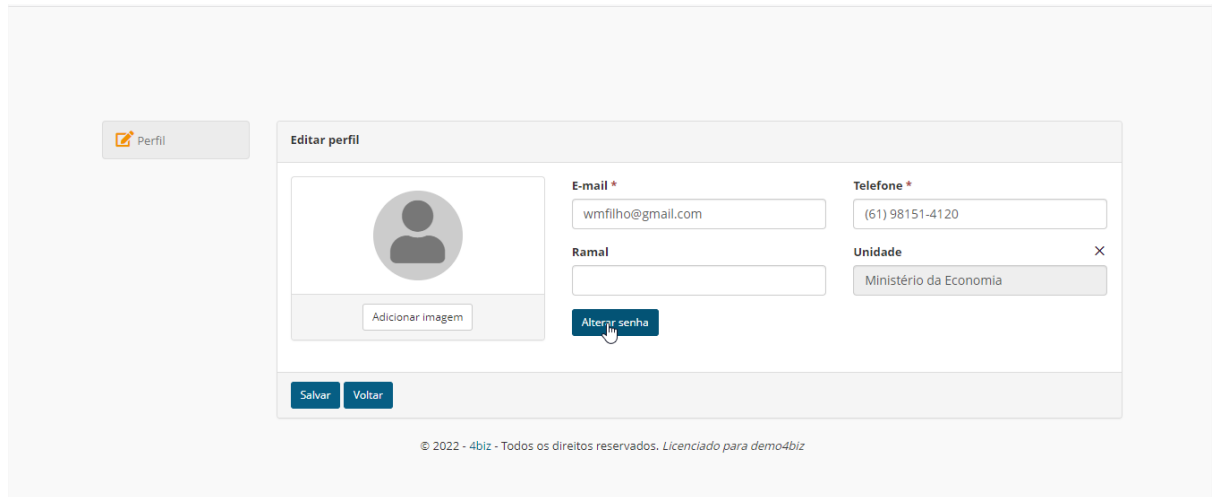 Perfil
Editar perfil
E-mail *
Telefone *
wmfilho@gmail.com
(61) 98151-4120
Ramal
Unidade
Ministério da Economia
Adicionar imagem
Alterar senha
Salvar
Voltar
© 2022 - 4biz - Todos os direitos reservados. Licenciado para demo4biz